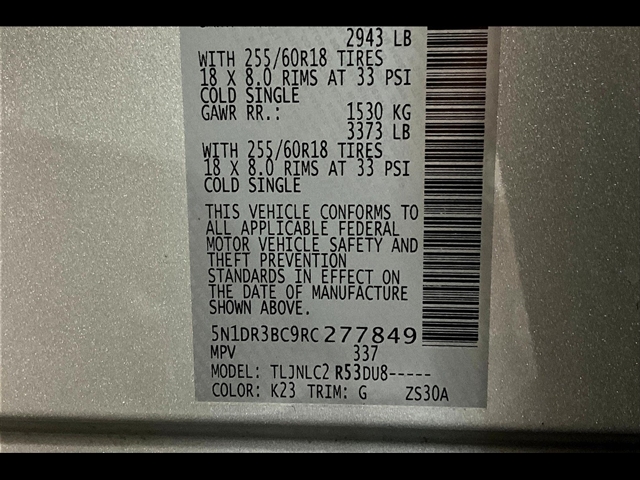 2943 LB
WITH 255/60R18 TIRES
18 X 8.0 RIMS AT 33 PSI
COLD SINGLE
GAWR RR.: 1530 KG
3373 LB
WITH 255/60R18 TIRES
18 X 8.0 RIMS AT 33 PSI
COLD SINGLE
THIS VEHICLE CONFORMS TO
ALL APPLICABLE FEDERAL
MOTOR VEHICLE SAFETY AND
THEFT PREVENTION
STANDARDS IN EFFECT ON
THE DATE OF MANUFACTURE
SHOWN ABOVE.
5N1DR3BC9RC277849
MPV 337
MODEL: TLJNLC2 R53DU8-----
COLOR: K23 TRIM: G ZS30A